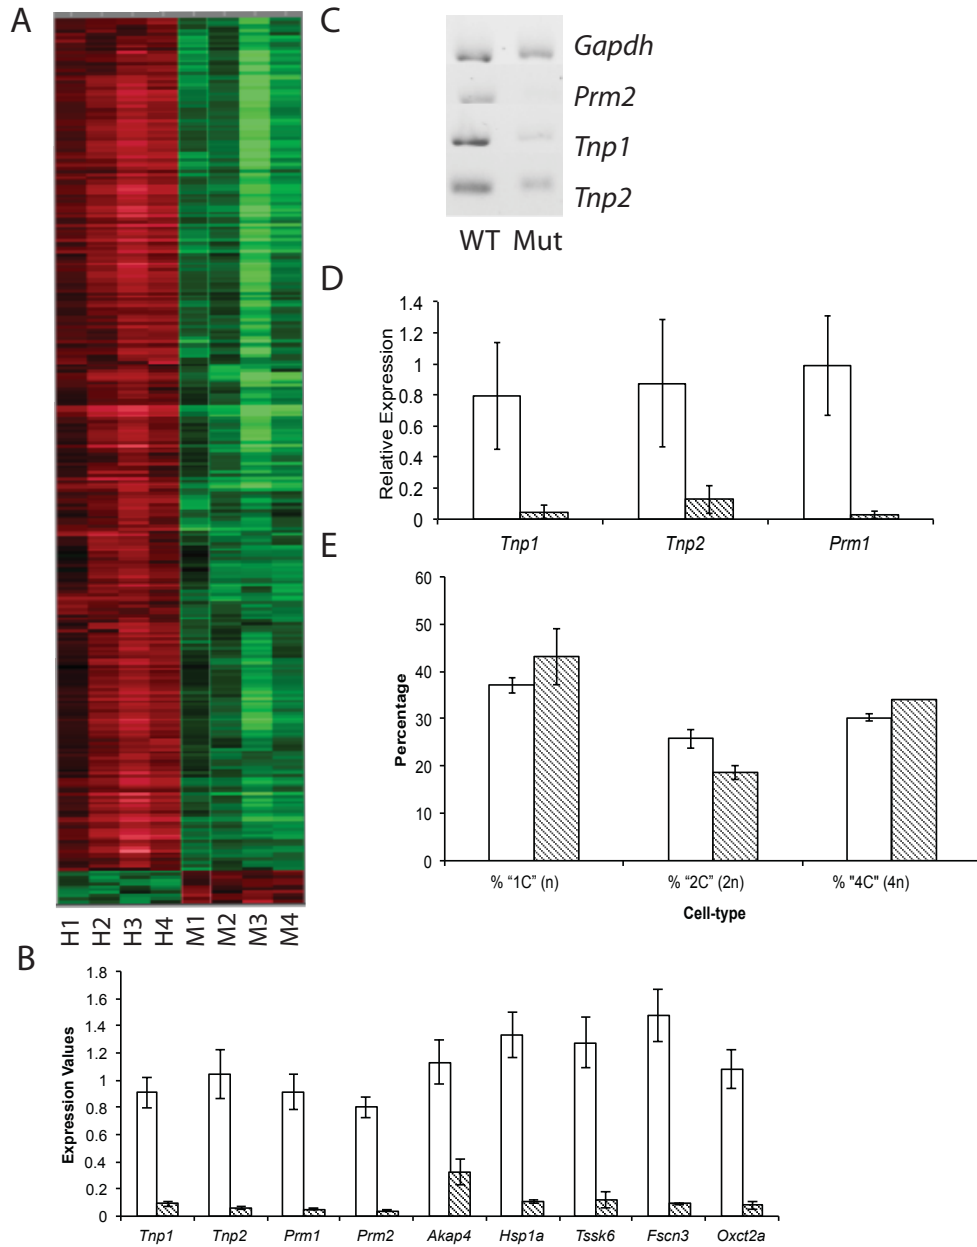 A
H1 H2 H3 H4 M1 M2 M3 M4
C
Gapdh
Prm2
Tnp1
Tnp2
WT Mut
D
Relative Expression
1.4
1.2
1
0.8
0.6
0.4
0.2
0
Tnp1 Tnp2 Prm1
E
Percentage
60
50
40
30
20
10
0
% “1C” (n) % “2C” (2n) % "4C" (4n)
Cell-type
B
Expression Values
1.8
1.6
1.4
1.2
1
0.8
0.6
0.4
0.2
0
Tnp1 Tnp2 Prm1 Prm2 Akap4 Hsp1a Tssk6 Fscn3 Oxct2a